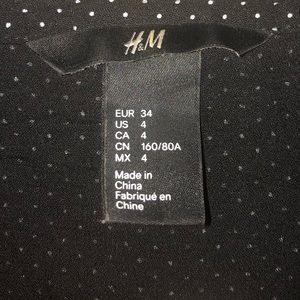 H&M
EUR 34
US 4
CA 4
CN 160/80A
MX 4
Made in
China
Fabriqué en
Chine